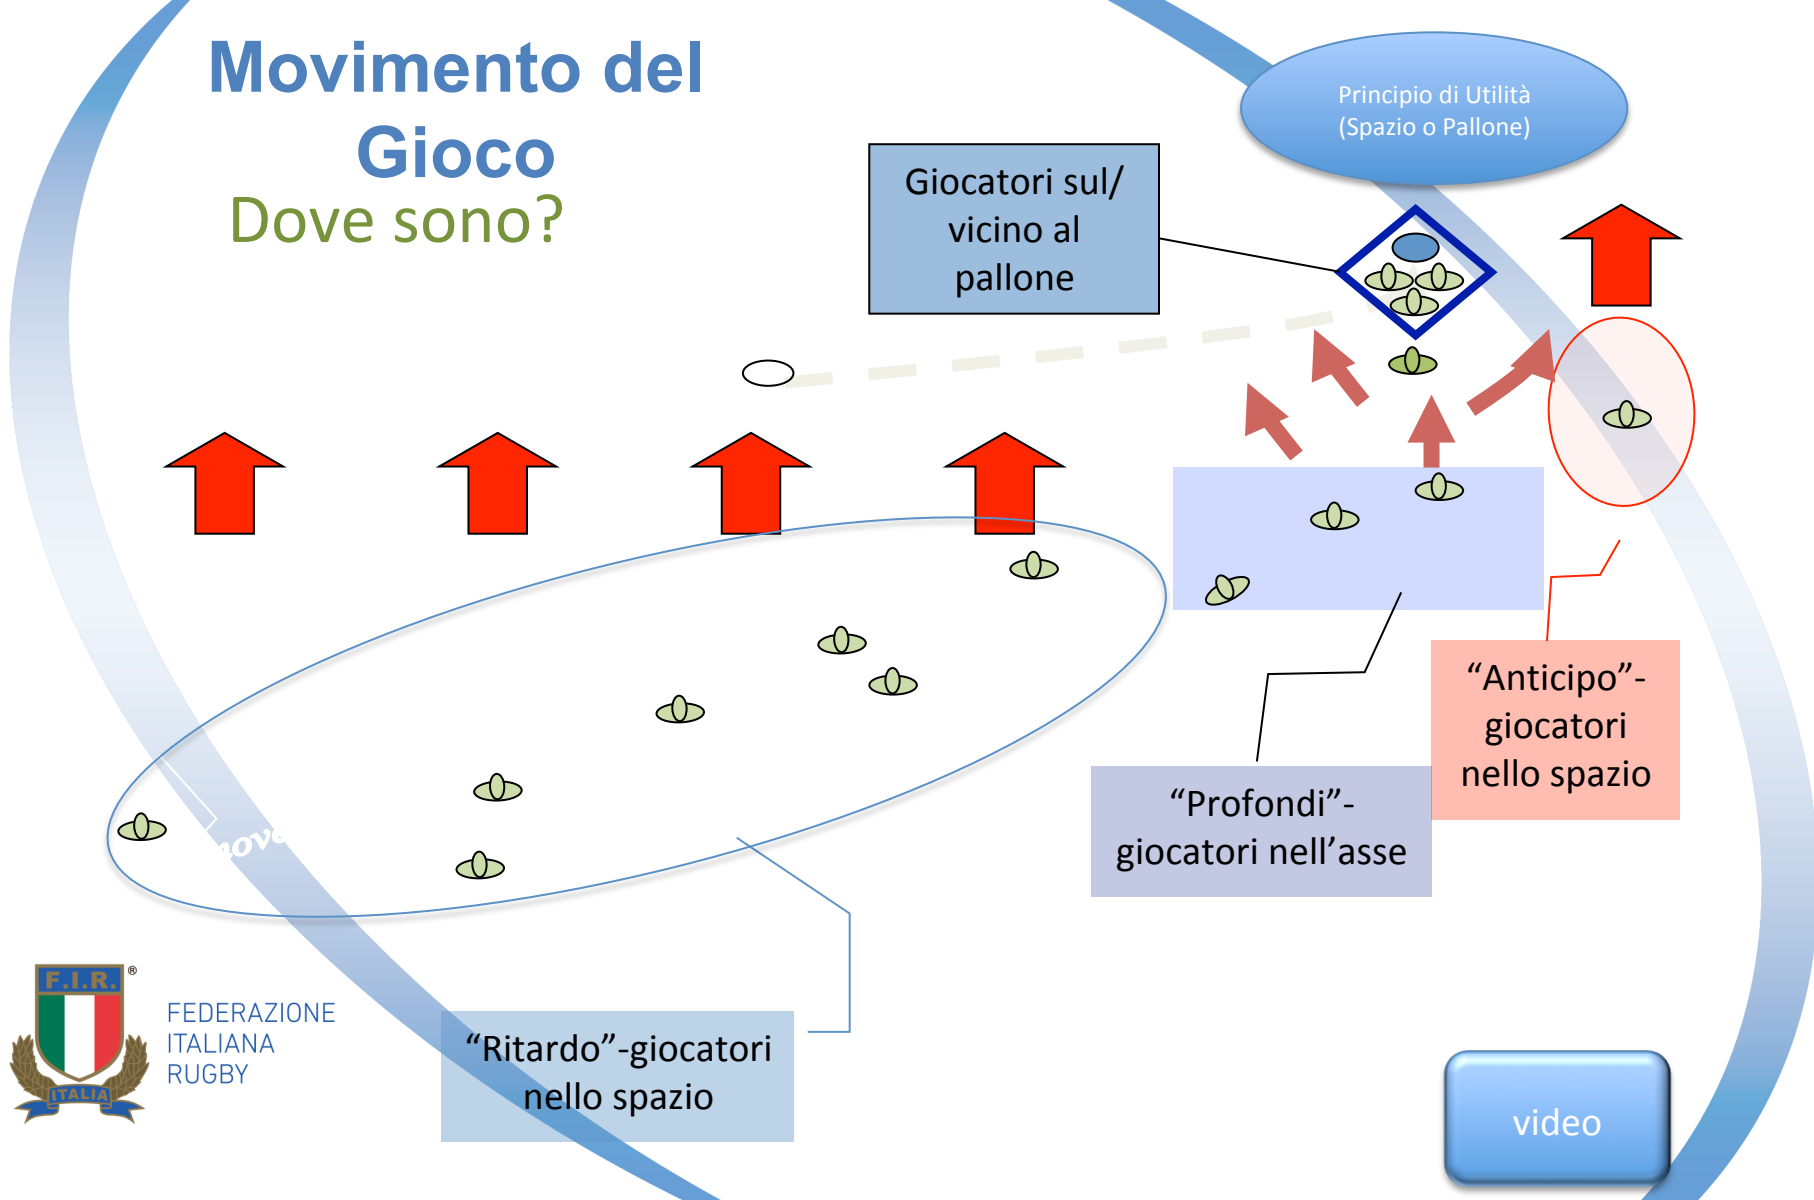 Movimento del
Gioco
Dove sono?
Principio di Utilità
(Spazio o Pallone)
Giocatori sul/
vicino al
pallone
“Anticipo”-
giocatori
nello spazio
“Profondi”-
giocatori nell’asse
“Ritardo”-giocatori
nello spazio
F.I.R.
®
ITALIA
FEDERAZIONE
ITALIANA
RUGBY
video